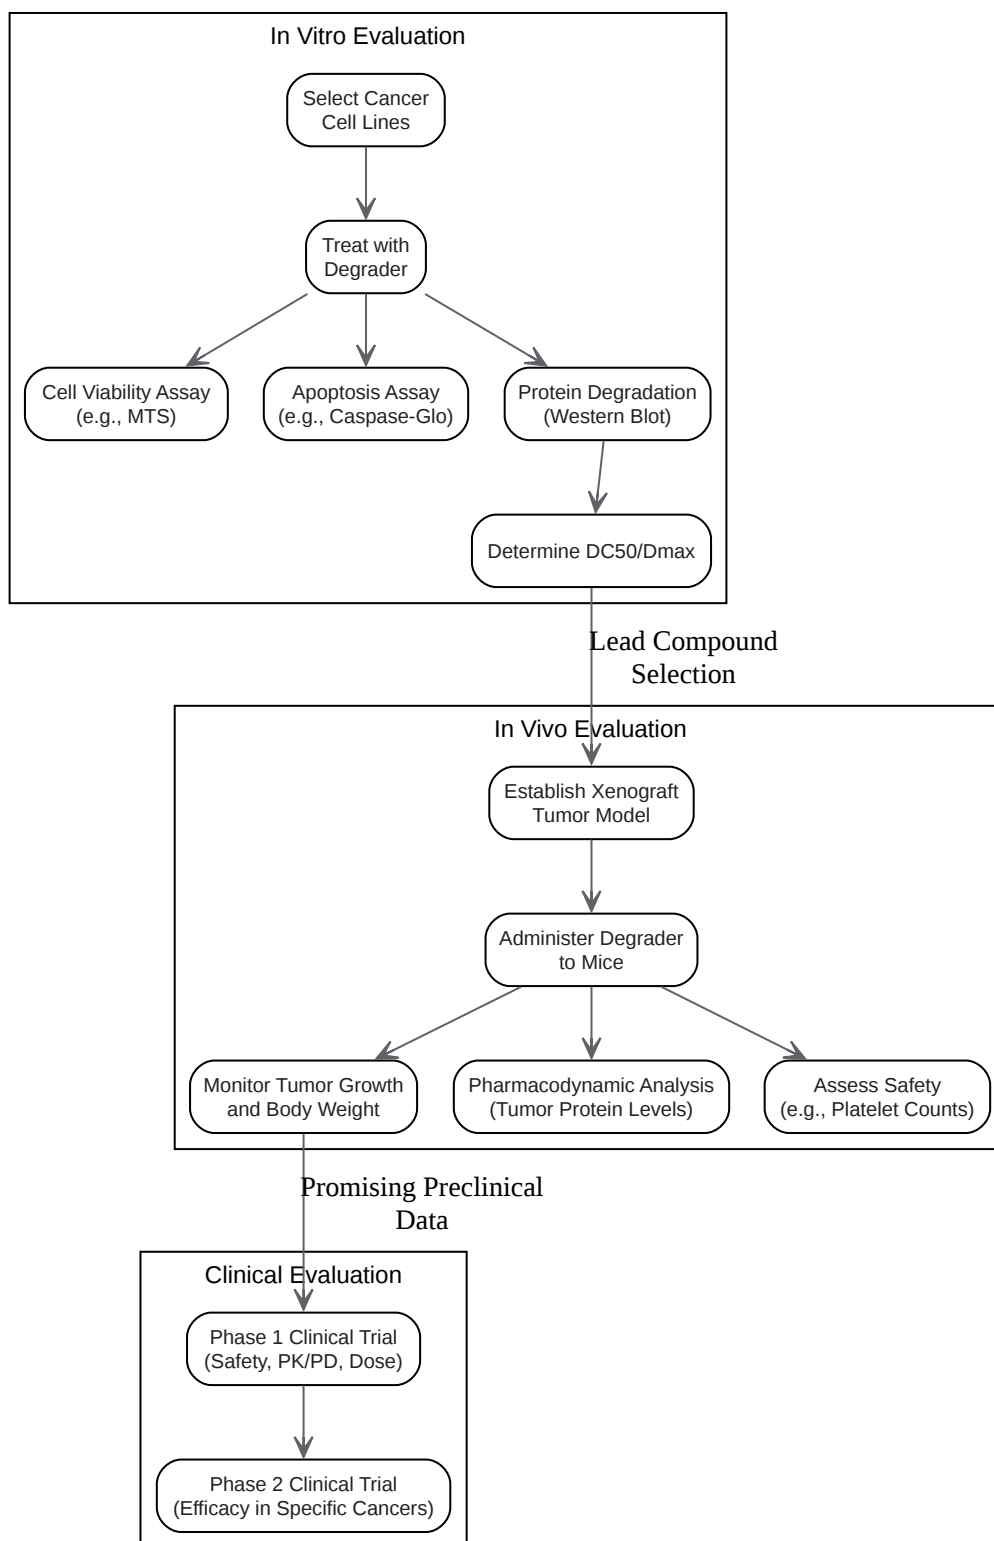 In Vitro Evaluation
Select Cancer
Cell Lines
Treat with
Degrader
Cell Viability Assay
(e.g., MTS)
Apoptosis Assay
(e.g., Caspase-Glo)
Protein Degradation
(Western Blot)
Determine DC50/Dmax
Lead Compound
Selection
In Vivo Evaluation
Establish Xenograft
Tumor Model
Administer Degrader
to Mice
Monitor Tumor Growth
and Body Weight
Pharmacodynamic Analysis
(Tumor Protein Levels)
Assess Safety
(e.g., Platelet Counts)
Promising Preclinical
Data
Clinical Evaluation
Phase 1 Clinical Trial
(Safety, PK/PD, Dose)
Phase 2 Clinical Trial
(Efficacy in Specific Cancers)